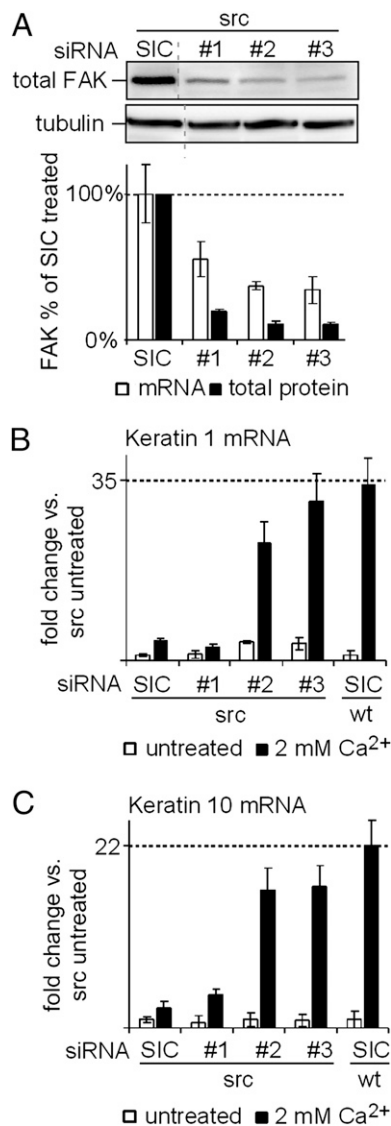 A
src
siRNA SIC #1 #2 #3
total FAK
tubulin
FAK % of SIC treated
100%
0%
SIC #1 #2 #3
mRNA total protein
B
Keratin 1 mRNA
fold change vs.
src untreated
35
siRNA SIC #1 #2 #3 SIC
src wt
untreated 2 mM Ca²⁺
C
Keratin 10 mRNA
fold change vs.
src untreated
22
siRNA SIC #1 #2 #3 SIC
src wt
untreated 2 mM Ca²⁺